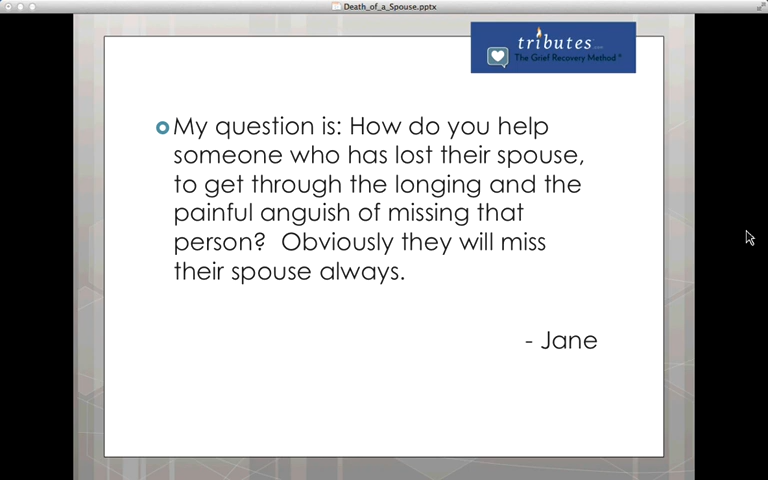 Death_of_a_Spouse.pptx
tributes.com
The Grief Recovery Method®
My question is: How do you help
someone who has lost their spouse,
to get through the longing and the
painful anguish of missing that
person?  Obviously they will miss
their spouse always.
- Jane